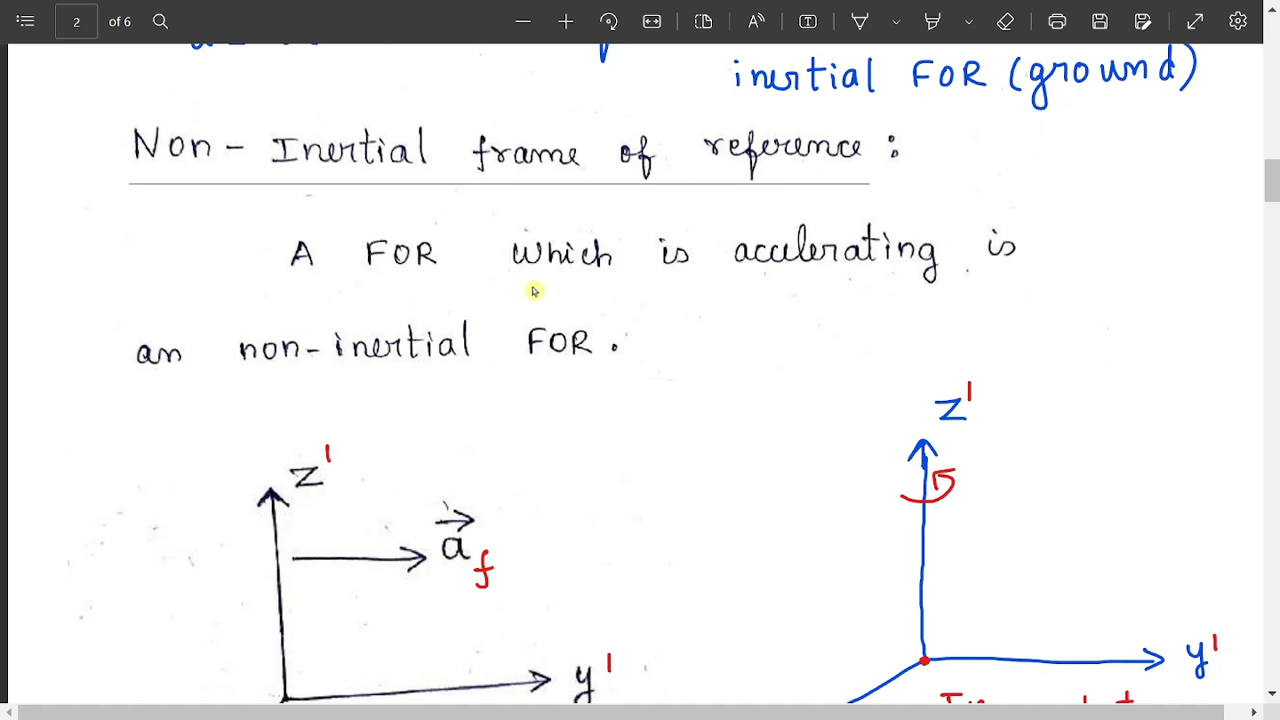 2 of 6
inertial FOR (ground)
Non - Inertial frame of reference :
A FOR which is accelerating is
an non-inertial FOR.
z'
z'
a f
y'
y'